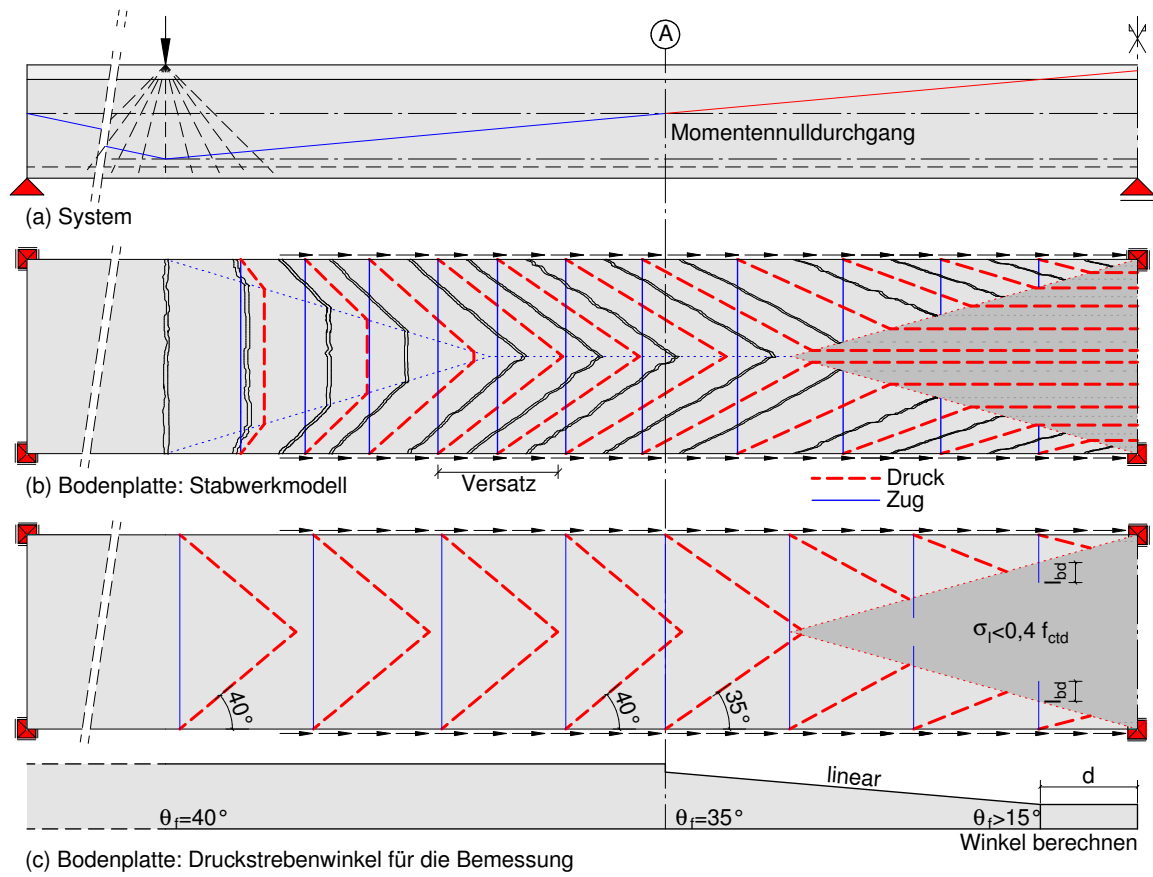 A
Momentennulldurchgang
(a) System
Versatz
(b) Bodenplatte: Stabwerkmodell
Druck
Zug
l_bd
σ_l<0,4 f_ctd
l_bd
40°
40°
35°
linear
d
θ_f=40°
θ_f=35°
θ_f>15°
Winkel berechnen
(c) Bodenplatte: Druckstrebenwinkel für die Bemessung